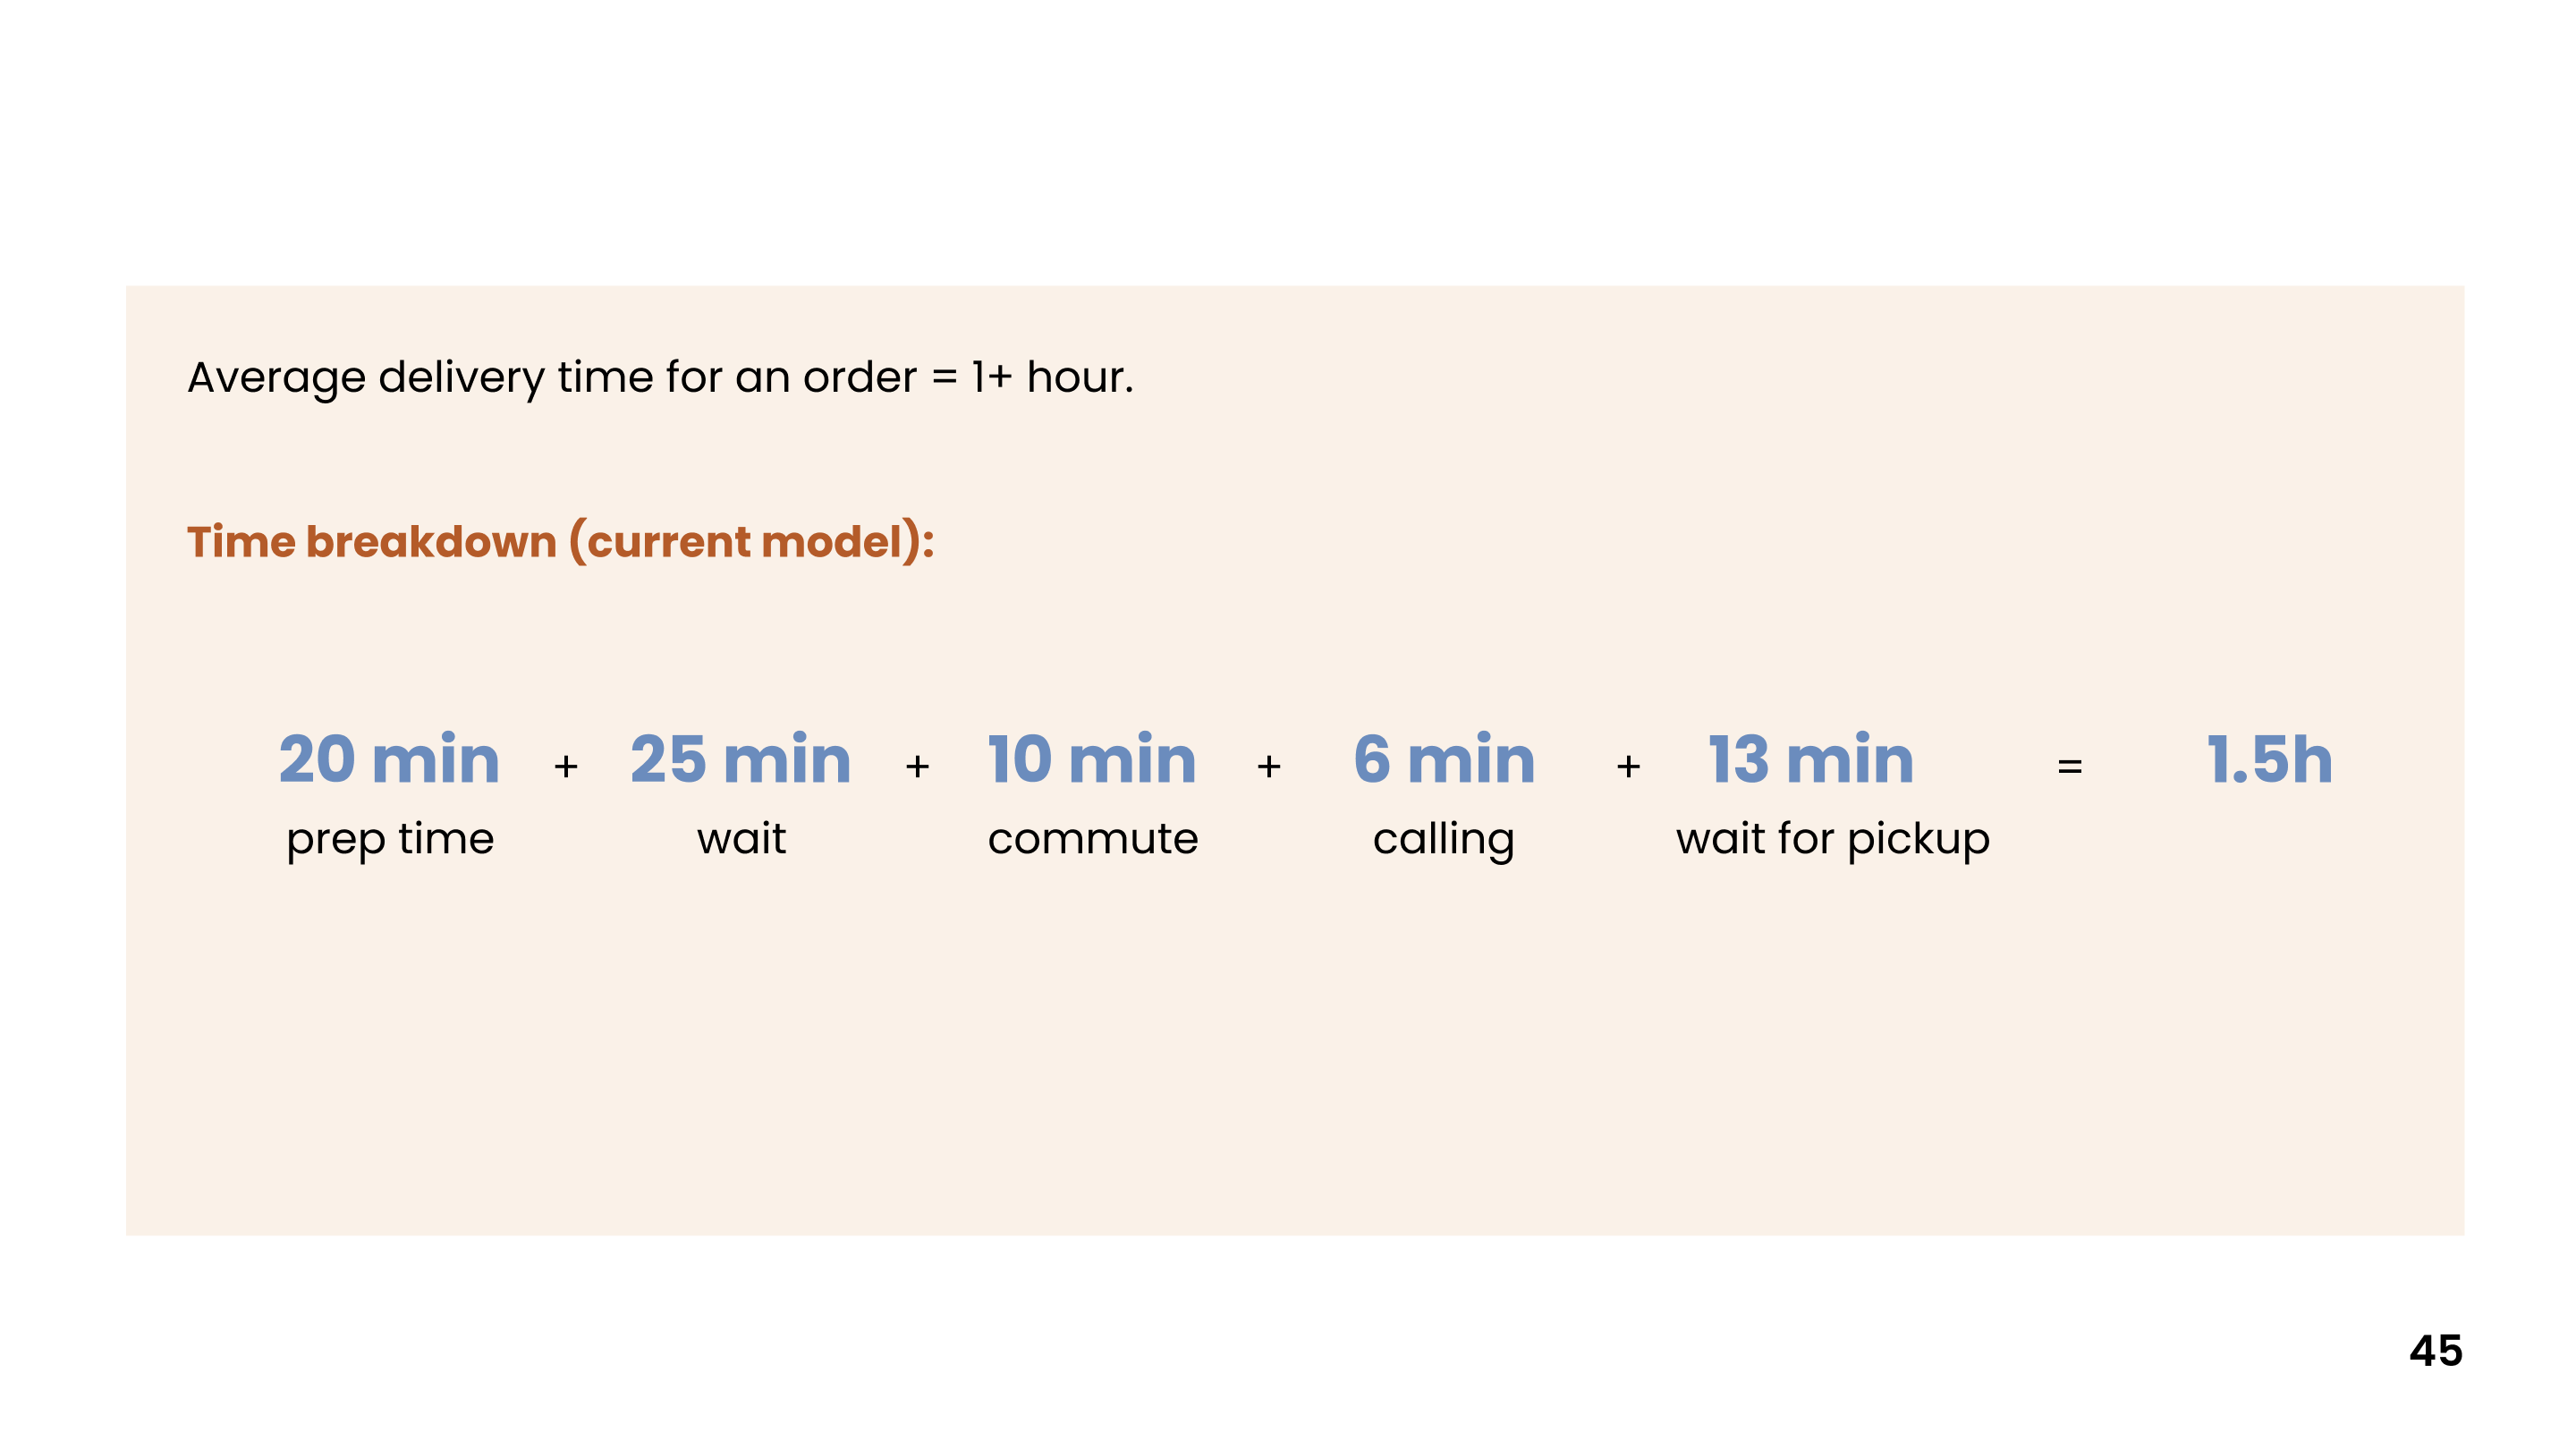 Average delivery time for an order = 1+ hour.
Time breakdown (current model):
20 min + 25 min + 10 min + 6 min + 13 min = 1.5h
prep time wait commute calling wait for pickup
45